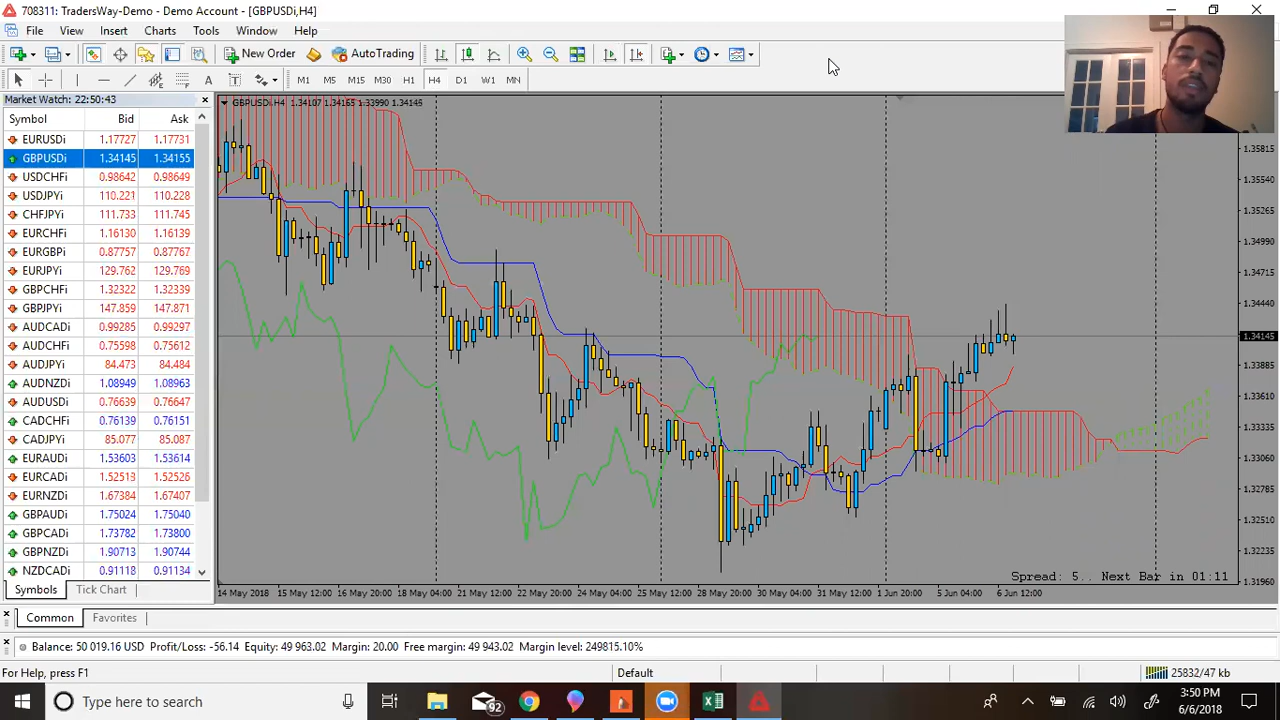 708311: TradersWay-Demo - Demo Account - [GBPUSDi,H4]
File View Insert Charts Tools Window Help
New Order AutoTrading
A T M1 M5 M15 M30 H1 H4 D1 W1 MN
Market Watch: 22:50:43
Symbol Bid Ask
EURUSDi 1.17727 1.17731
GBPUSDi 1.34145 1.34155
USDCHFi 0.98642 0.98649
USDJPYi 110.221 110.228
CHFJPYi 111.733 111.745
EURCHFi 1.16130 1.16139
EURGBPi 0.87757 0.87767
EURJPYi 129.762 129.769
GBPCHFi 1.32322 1.32339
GBPJPYi 147.859 147.871
AUDCADi 0.99285 0.99297
AUDCHFi 0.75598 0.75612
AUDJPYi 84.473 84.484
AUDNZDi 1.08949 1.08963
AUDUSDi 0.76639 0.76647
CADCHFi 0.76139 0.76151
CADJPYi 85.077 85.087
EURAUDi 1.53603 1.53614
EURCADi 1.52513 1.52526
EURNZDi 1.67384 1.67407
GBPAUDi 1.75024 1.75040
GBPCADi 1.73782 1.73800
GBPNZDi 1.90713 1.90744
NZDCADi 0.91118 0.91134
Symbols Tick Chart
GBPUSDi,H4 1.34107 1.34165 1.33990 1.34145
1.35815
1.35540
1.35265
1.34990
1.34715
1.34440
1.34145
1.33885
1.33610
1.33335
1.33060
1.32785
1.32510
1.32235
1.31960
Spread: 5.. Next Bar in 01:11
14 May 2018 15 May 12:00 16 May 20:00 18 May 04:00 21 May 12:00 22 May 20:00 24 May 04:00 25 May 12:00 28 May 20:00 30 May 04:00 31 May 12:00 1 Jun 20:00 5 Jun 04:00 6 Jun 12:00
Common Favorites
Balance: 50 019.16 USD Profit/Loss: -56.14 Equity: 49 963.02 Margin: 20.00 Free margin: 49 943.02 Margin level: 249815.10%
For Help, press F1 Default 25832/47 kb
Type here to search
92
3:50 PM
6/6/2018